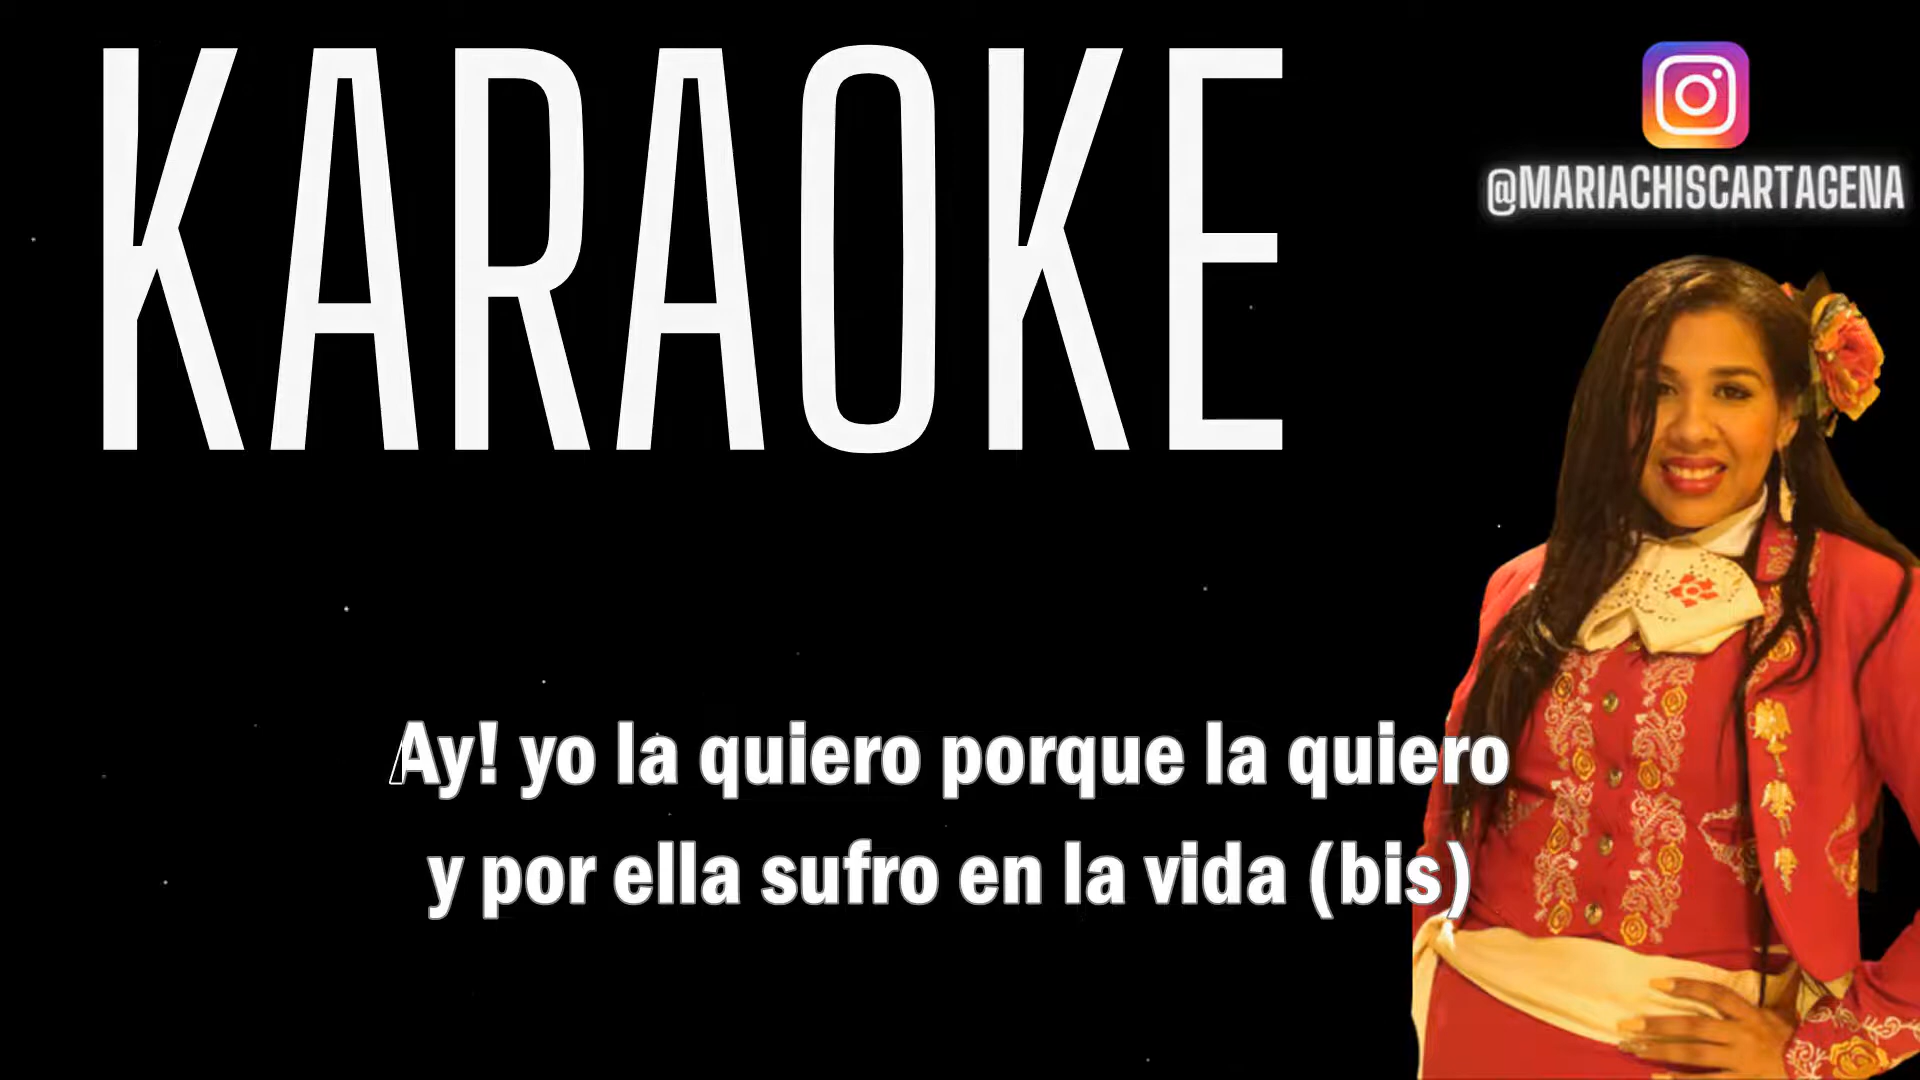 KARAOKE
@MARIACHISCARTAGENA
Ay! yo la quiero porque la quiero
y por ella sufro en la vida (bis)